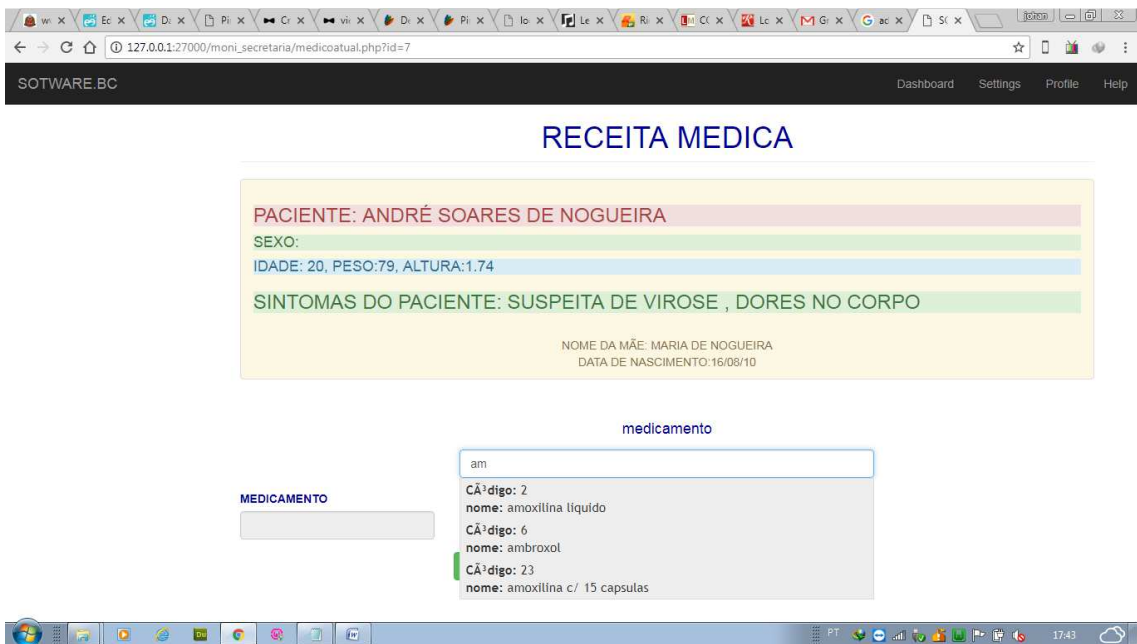 johan
127.0.0.1:27000/moni_secretaria/medicoatual.php?id=7
SOTWARE.BC
Dashboard Settings Profile Help
RECEITA MEDICA
PACIENTE: ANDRÉ SOARES DE NOGUEIRA
SEXO:
IDADE: 20, PESO:79, ALTURA:1.74
SINTOMAS DO PACIENTE: SUSPEITA DE VIROSE , DORES NO CORPO
NOME DA MÃE: MARIA DE NOGUEIRA
DATA DE NASCIMENTO:16/08/10
medicamento
am
MEDICAMENTO
CÃ³digo: 2
nome: amoxilina liquido
CÃ³digo: 6
nome: ambroxol
CÃ³digo: 23
nome: amoxilina c/ 15 capsulas
PT
17:43